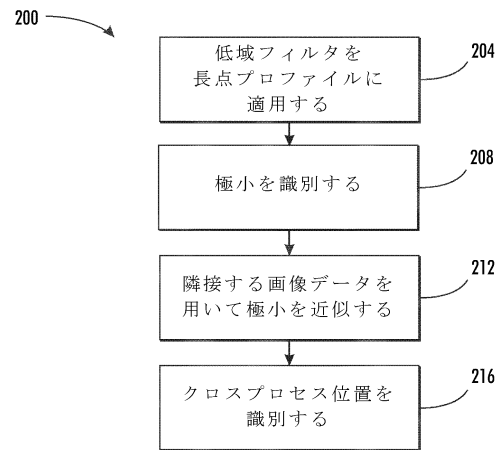 200
低域フィルタを
長点プロファイルに
適用する
204
極小を識別する
208
隣接する画像データを
用いて極小を近似する
212
クロスプロセス位置を
識別する
216